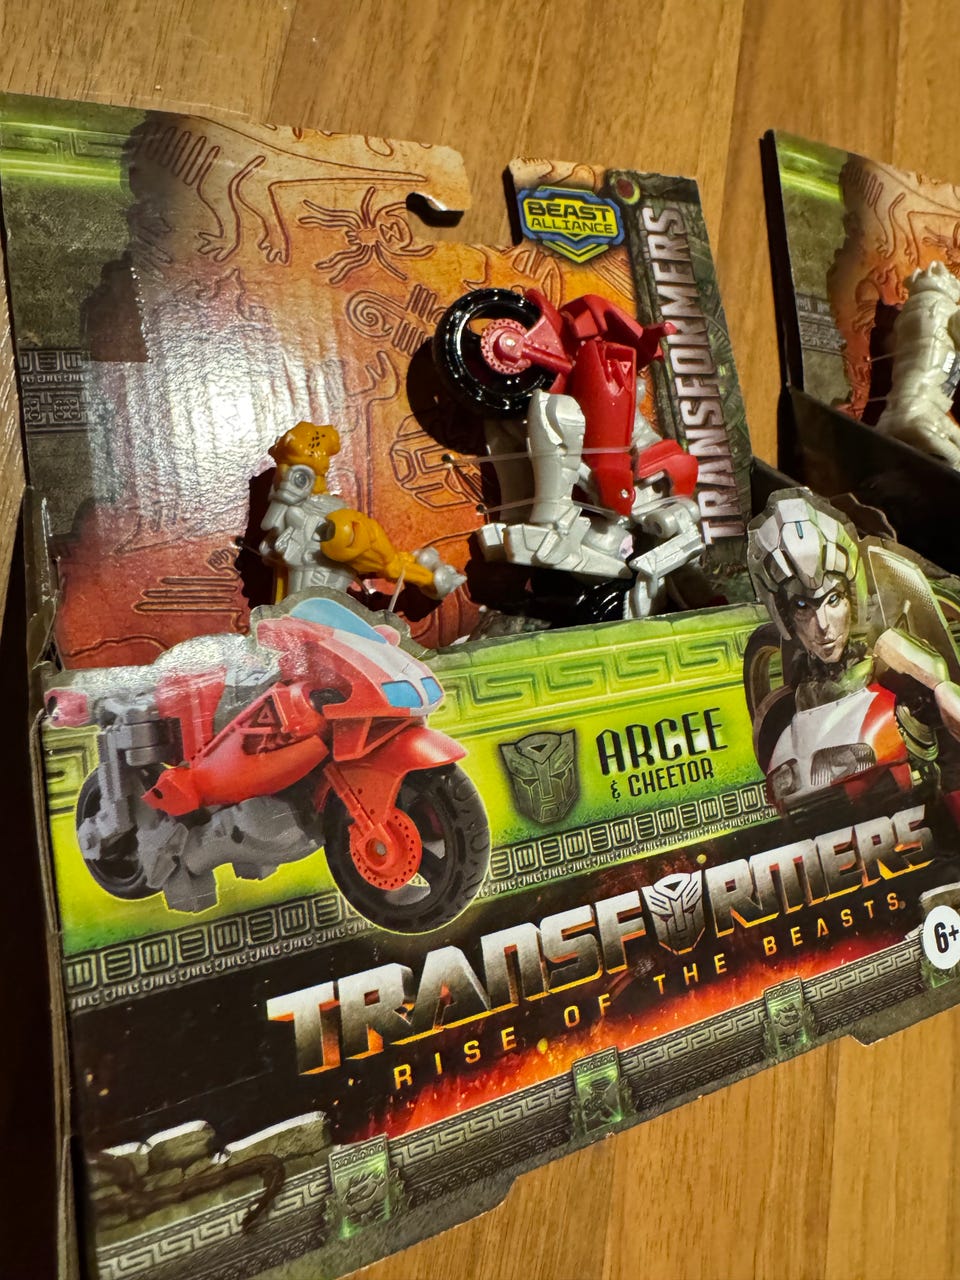 BEAST
ALLIANCE
TRANSFORMERS
ARCEE
& CHEETOR
TRANSFORMERS
RISE OF THE BEASTS
6+